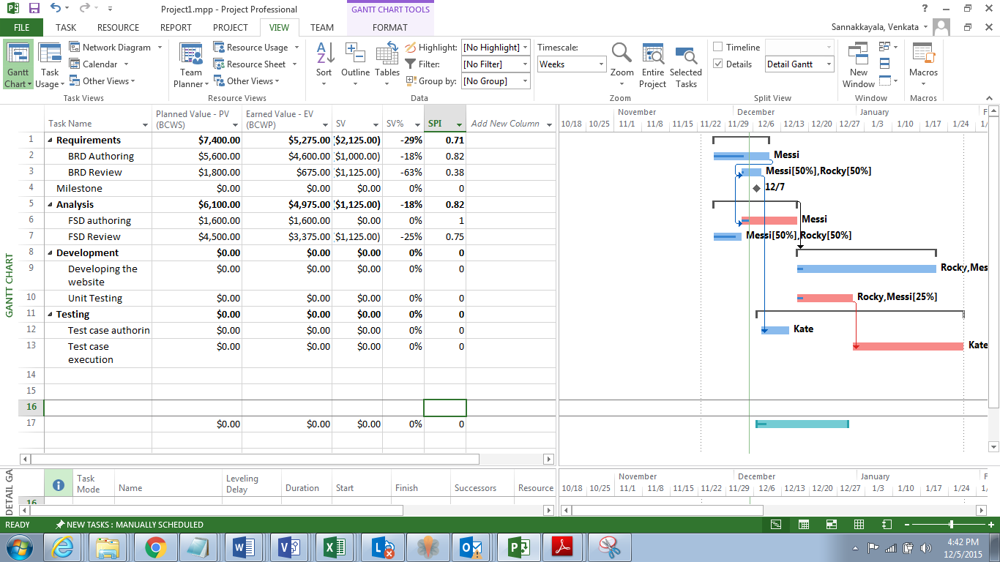 Project1.mpp - Project Professional
GANTT CHART TOOLS
?
FILE TASK RESOURCE REPORT PROJECT VIEW TEAM FORMAT
Sannakkayala, Venkata
Gantt Chart
Task Usage
Network Diagram
Calendar
Other Views
Task Views
Team Planner
Resource Usage
Resource Sheet
Other Views
Resource Views
Sort
Outline
Tables
Highlight: [No Highlight]
Filter: [No Filter]
Group by: [No Group]
Data
Timescale:
Weeks
Zoom
Entire Project
Selected Tasks
Zoom
Timeline
Details Detail Gantt
Split View
New Window
Window
Macros
Macros
Task Name Planned Value - PV (BCWS) Earned Value - EV (BCWP) SV SV% SPI Add New Column
1 Requirements $7,400.00 $5,275.00 ($2,125.00) -29% 0.71
2 BRD Authoring $5,600.00 $4,600.00 ($1,000.00) -18% 0.82
3 BRD Review $1,800.00 $675.00 ($1,125.00) -63% 0.38
4 Milestone $0.00 $0.00 $0.00 0% 0
5 Analysis $6,100.00 $4,975.00 ($1,125.00) -18% 0.82
6 FSD authoring $1,600.00 $1,600.00 $0.00 0% 1
7 FSD Review $4,500.00 $3,375.00 ($1,125.00) -25% 0.75
8 Development $0.00 $0.00 $0.00 0% 0
9 Developing the website $0.00 $0.00 $0.00 0% 0
10 Unit Testing $0.00 $0.00 $0.00 0% 0
11 Testing $0.00 $0.00 $0.00 0% 0
12 Test case authorin $0.00 $0.00 $0.00 0% 0
13 Test case execution $0.00 $0.00 $0.00 0% 0
14
15
16
17 $0.00 $0.00 $0.00 0% 0
GANTT CHART
November December January F
10/18 10/25 11/1 11/8 11/15 11/22 11/29 12/6 12/13 12/20 12/27 1/3 1/10 1/17 1/24 1/
Messi
Messi[50%],Rocky[50%]
12/7
Messi
Messi[50%],Rocky[50%]
Rocky,Mes
Rocky,Messi[25%]
Kate
Kate
DETAIL GA
Task Mode Name Leveling Delay Duration Start Finish Successors Resource
16
November December January F
10/18 10/25 11/1 11/8 11/15 11/22 11/29 12/6 12/13 12/20 12/27 1/3 1/10 1/17 1/24 1/
READY NEW TASKS : MANUALLY SCHEDULED
4:42 PM
12/5/2015